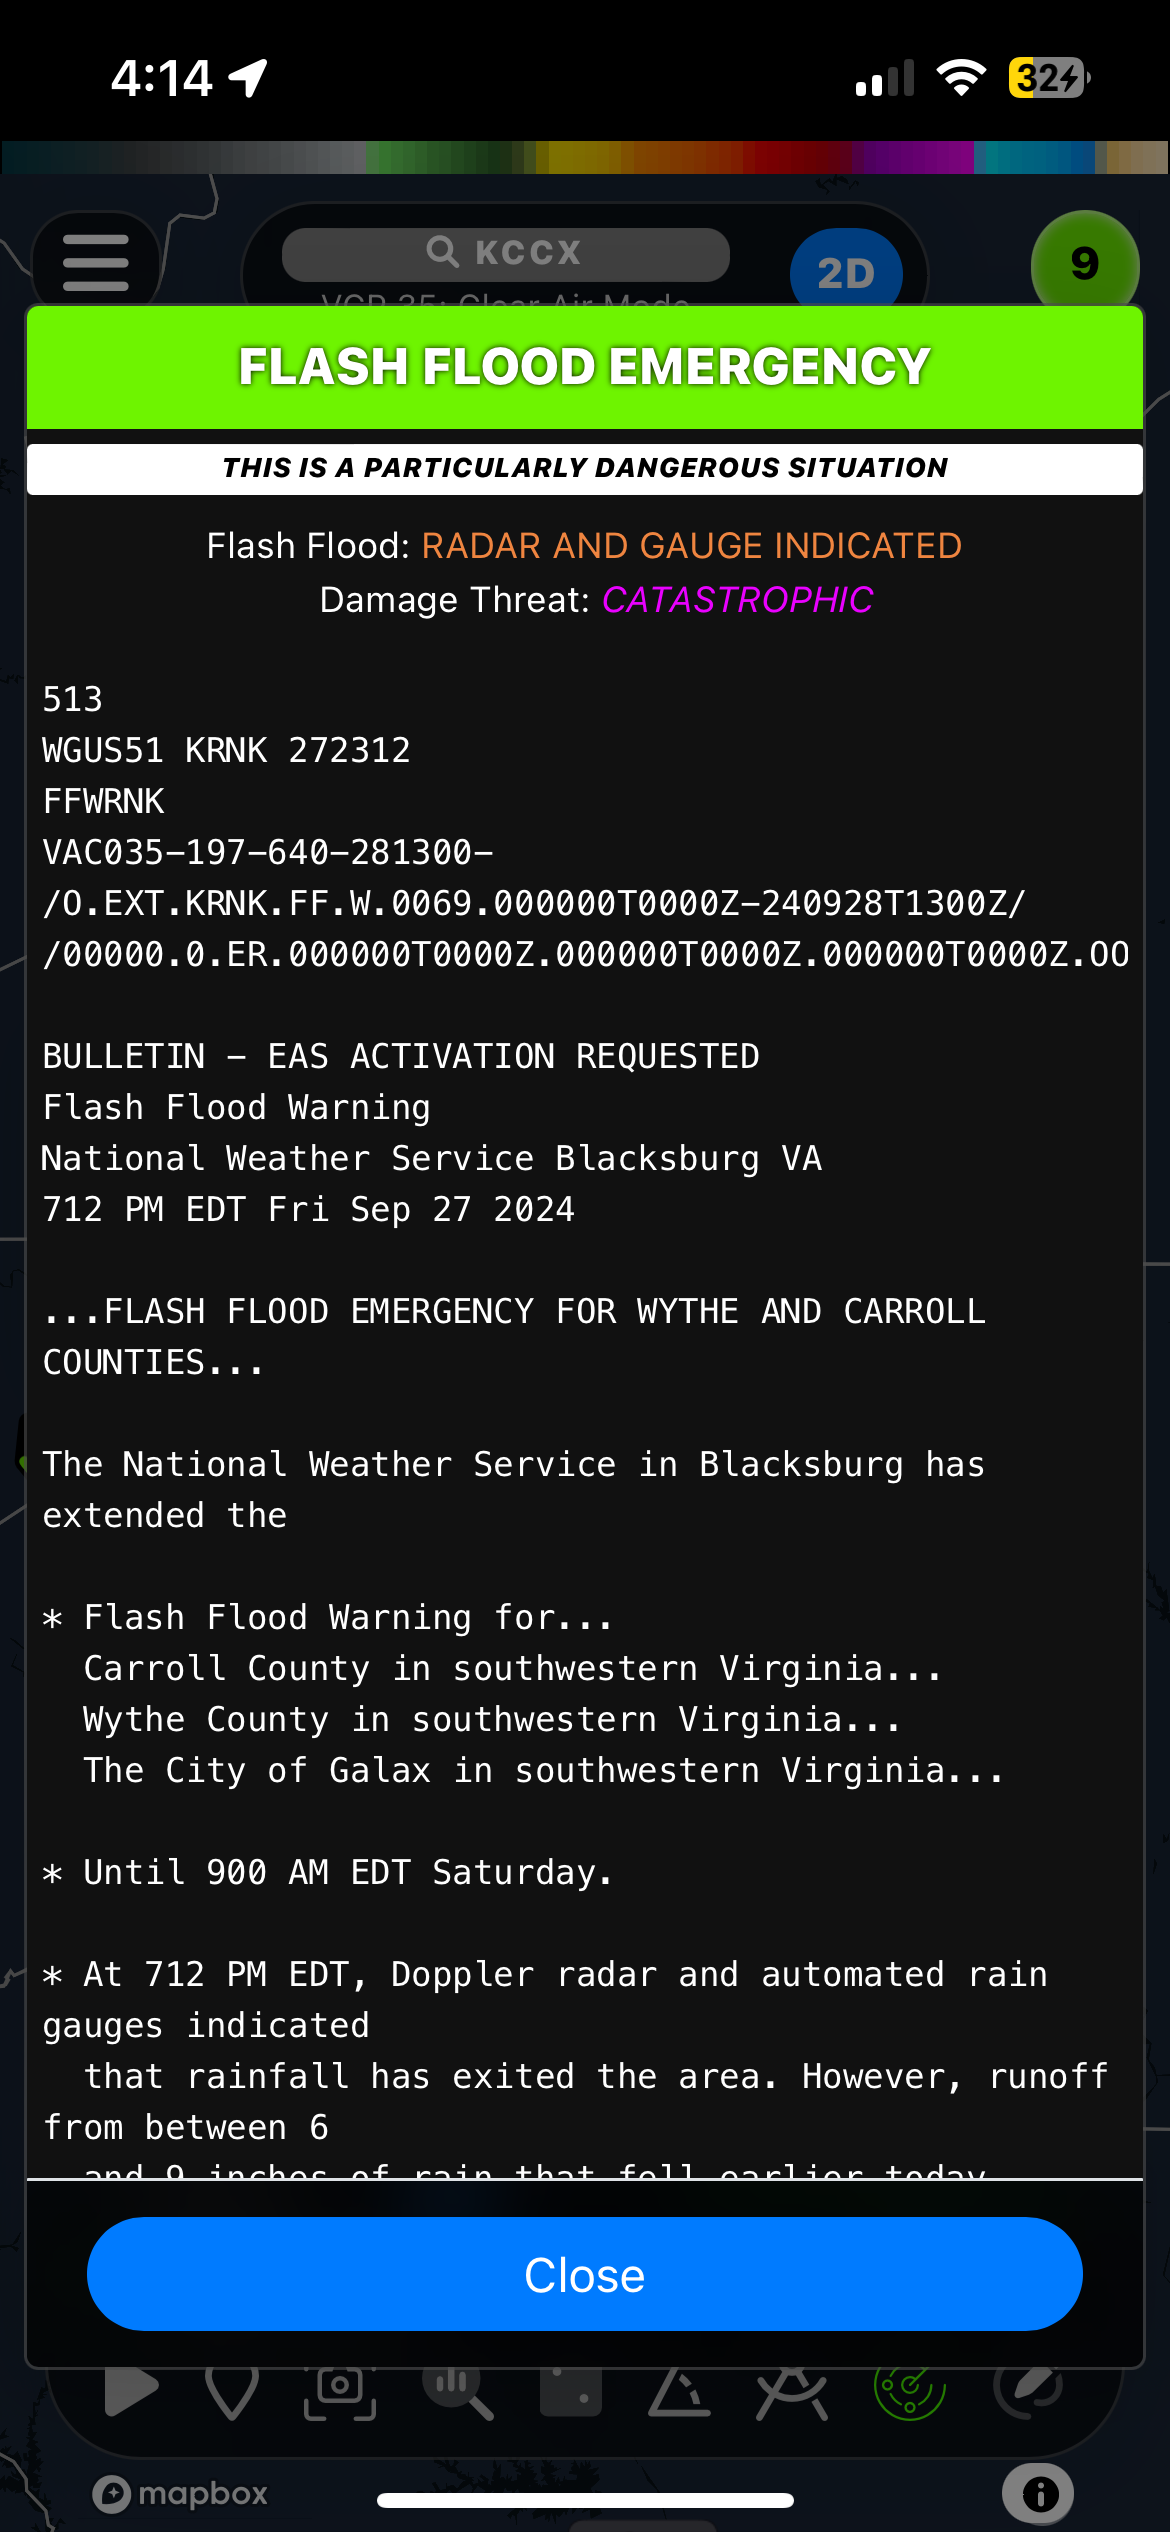 4:14
32
KCCX
2D
9
VCP 35: Clear Air Mode
FLASH FLOOD EMERGENCY
THIS IS A PARTICULARLY DANGEROUS SITUATION
Flash Flood: RADAR AND GAUGE INDICATED
Damage Threat: CATASTROPHIC
513
WGUS51 KRNK 272312
FFWRNK
VAC035-197-640-281300-
/O.EXT.KRNK.FF.W.0069.000000T0000Z-240928T1300Z/
/00000.0.ER.000000T0000Z.000000T0000Z.000000T0000Z.OO
BULLETIN - EAS ACTIVATION REQUESTED
Flash Flood Warning
National Weather Service Blacksburg VA
712 PM EDT Fri Sep 27 2024
...FLASH FLOOD EMERGENCY FOR WYTHE AND CARROLL
COUNTIES...
The National Weather Service in Blacksburg has
extended the
* Flash Flood Warning for...
Carroll County in southwestern Virginia...
Wythe County in southwestern Virginia...
The City of Galax in southwestern Virginia...
* Until 900 AM EDT Saturday.
* At 712 PM EDT, Doppler radar and automated rain
gauges indicated
that rainfall has exited the area. However, runoff
from between 6
and 9 inches of rain that fell earlier today
Close
mapbox